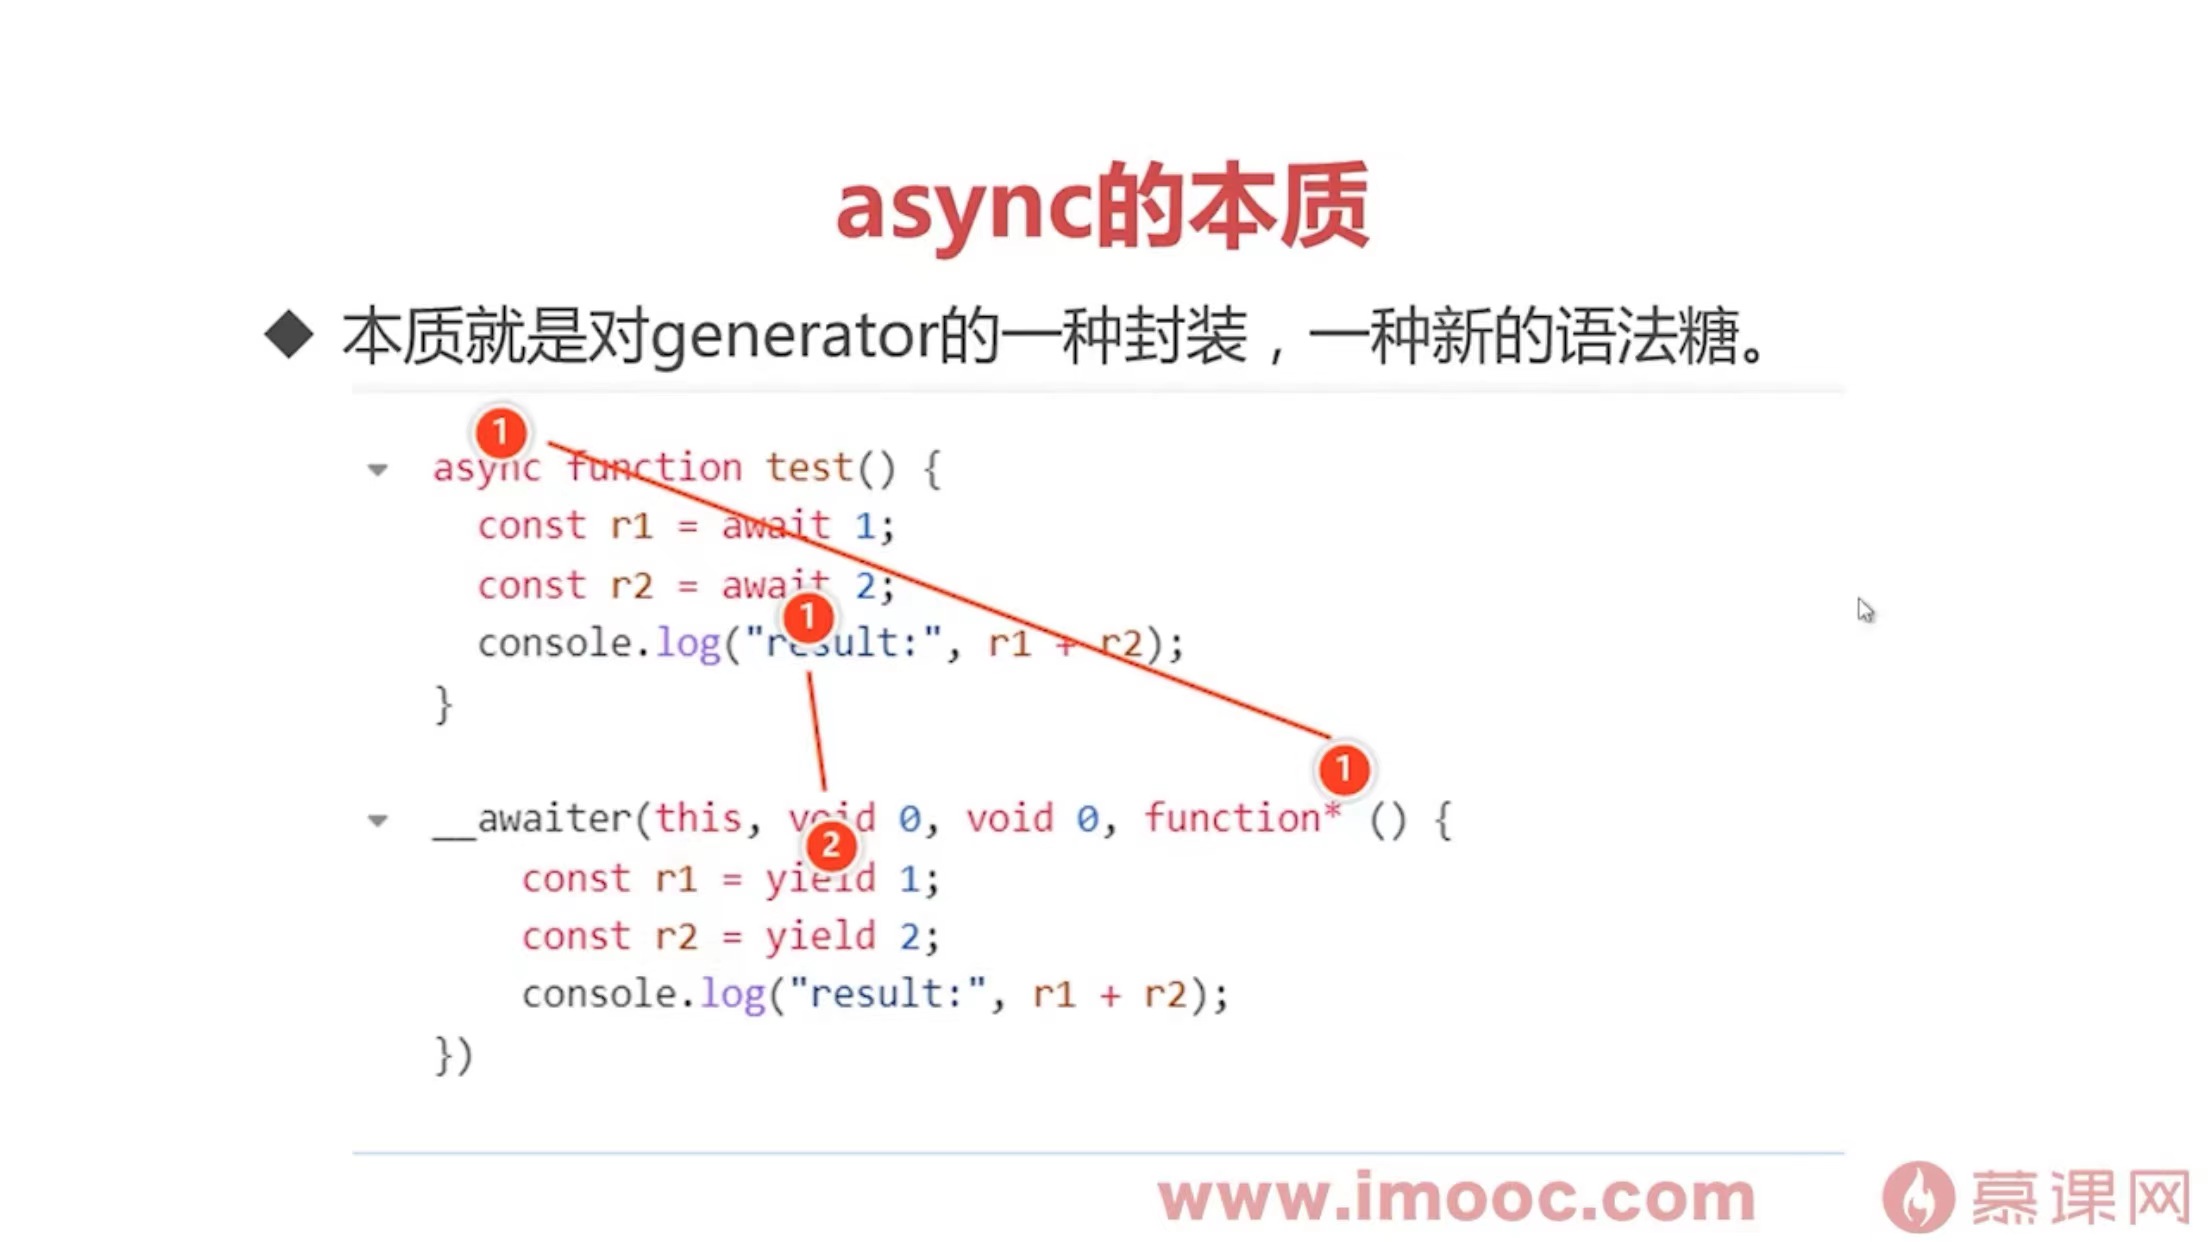 async的本质
◆ 本质就是对generator的一种封装，一种新的语法糖。
1
async function test() {
const r1 = await 1;
const r2 = await 2;
1
console.log("result:", r1 + r2);
}
1
__awaiter(this, void 0, void 0, function* () {
2
const r1 = yield 1;
const r2 = yield 2;
console.log("result:", r1 + r2);
})
www.imooc.com 慕课网